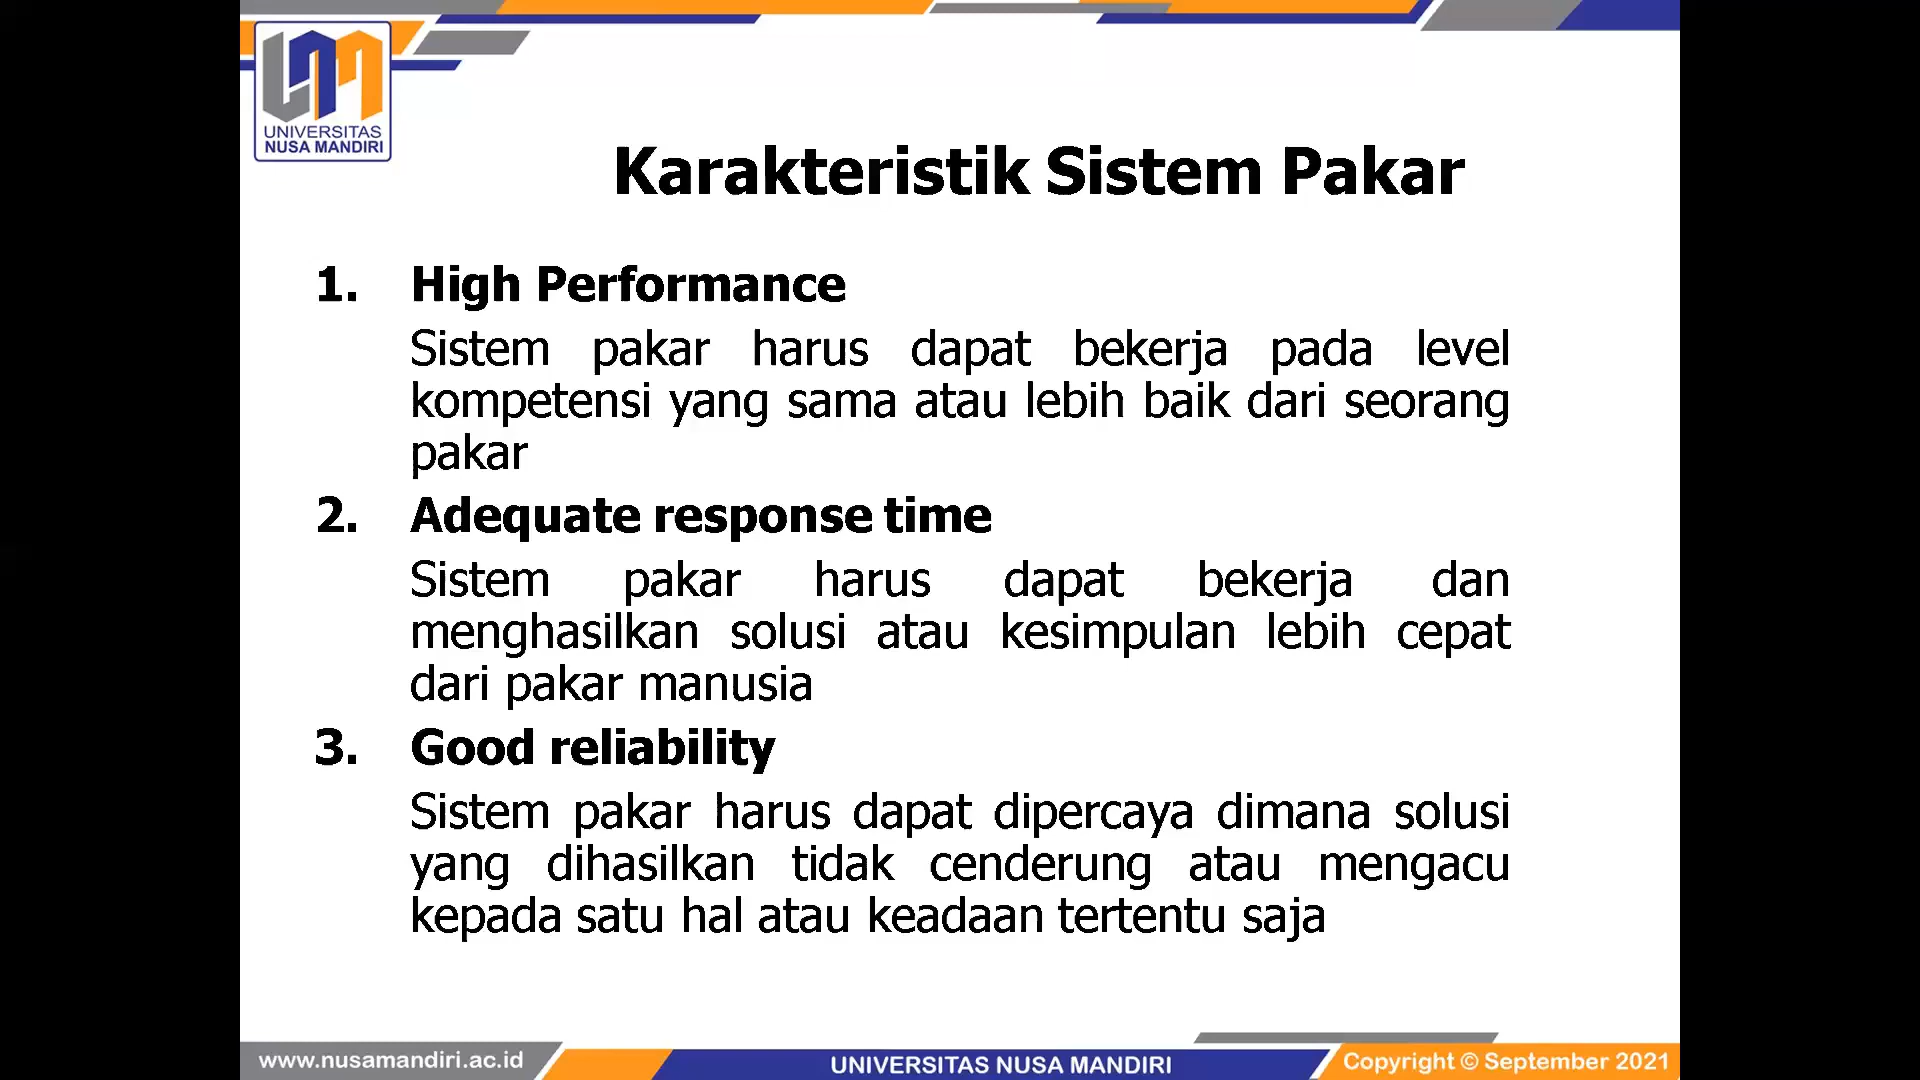 UNIVERSITAS
NUSA MANDIRI
Karakteristik Sistem Pakar
1. High Performance
Sistem pakar harus dapat bekerja pada level
kompetensi yang sama atau lebih baik dari seorang
pakar
2. Adequate response time
Sistem pakar harus dapat bekerja dan
menghasilkan solusi atau kesimpulan lebih cepat
dari pakar manusia
3. Good reliability
Sistem pakar harus dapat dipercaya dimana solusi
yang dihasilkan tidak cenderung atau mengacu
kepada satu hal atau keadaan tertentu saja
www.nusamandiri.ac.id
UNIVERSITAS NUSA MANDIRI
Copyright © September 2021